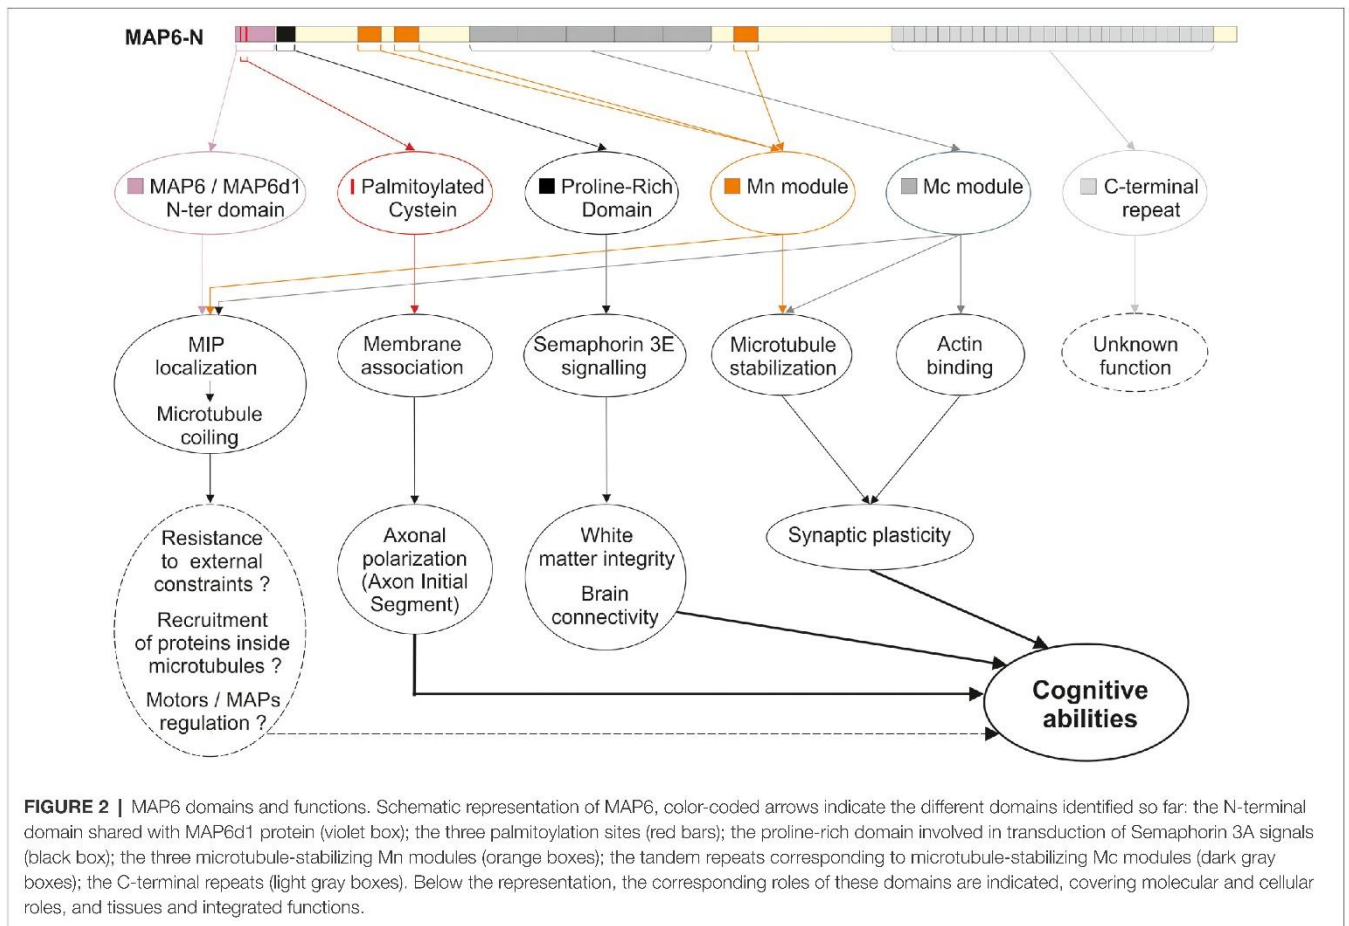 MAP6-N
MAP6 / MAP6d1
N-ter domain
Palmitoylated
Cystein
Proline-Rich
Domain
Mn module
Mc module
C-terminal
repeat
MIP
localization
Microtubule
coiling
Membrane
association
Semaphorin 3E
signalling
Microtubule
stabilization
Actin
binding
Unknown
function
Resistance
to external
constraints ?
Recruitment
of proteins inside
microtubules ?
Motors / MAPs
regulation ?
Axonal
polarization
(Axon Initial
Segment)
White
matter integrity
Brain
connectivity
Synaptic plasticity
Cognitive
abilities
FIGURE 2 | MAP6 domains and functions. Schematic representation of MAP6, color-coded arrows indicate the different domains identified so far: the N-terminal
domain shared with MAP6d1 protein (violet box); the three palmitoylation sites (red bars); the proline-rich domain involved in transduction of Semaphorin 3A signals
(black box); the three microtubule-stabilizing Mn modules (orange boxes); the tandem repeats corresponding to microtubule-stabilizing Mc modules (dark gray
boxes); the C-terminal repeats (light gray boxes). Below the representation, the corresponding roles of these domains are indicated, covering molecular and cellular
roles, and tissues and integrated functions.